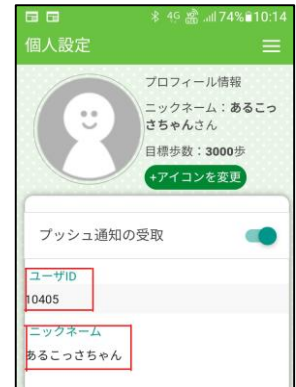 4G 74% 10:14
個人設定
プロフィール情報
ニックネーム：あるこっ
さちゃんさん
目標歩数：3000歩
+アイコンを変更
プッシュ通知の受取
ユーザID
10405
ニックネーム
あるこっさちゃん